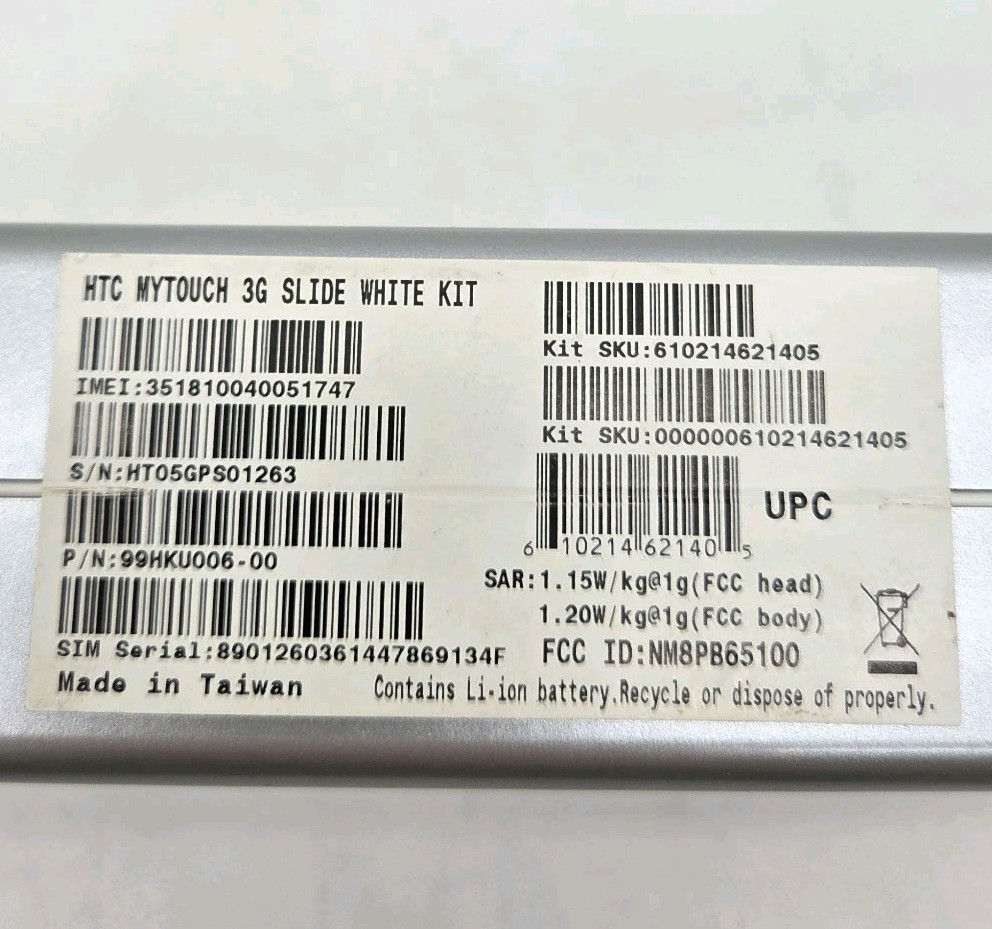 HTC MYTOUCH 3G SLIDE WHITE KIT
IMEI:351810040051747
S/N:HT05GPS01263
P/N:99HKU006-00
SIM Serial:8901260361447869134F
Made in Taiwan
Kit SKU:610214621405
Kit SKU:000000610214621405
UPC
6 10214 62140 5
SAR:1.15W/kg@1g(FCC head)
1.20W/kg@1g(FCC body)
FCC ID:NM8PB65100
Contains Li-ion battery.Recycle or dispose of properly.